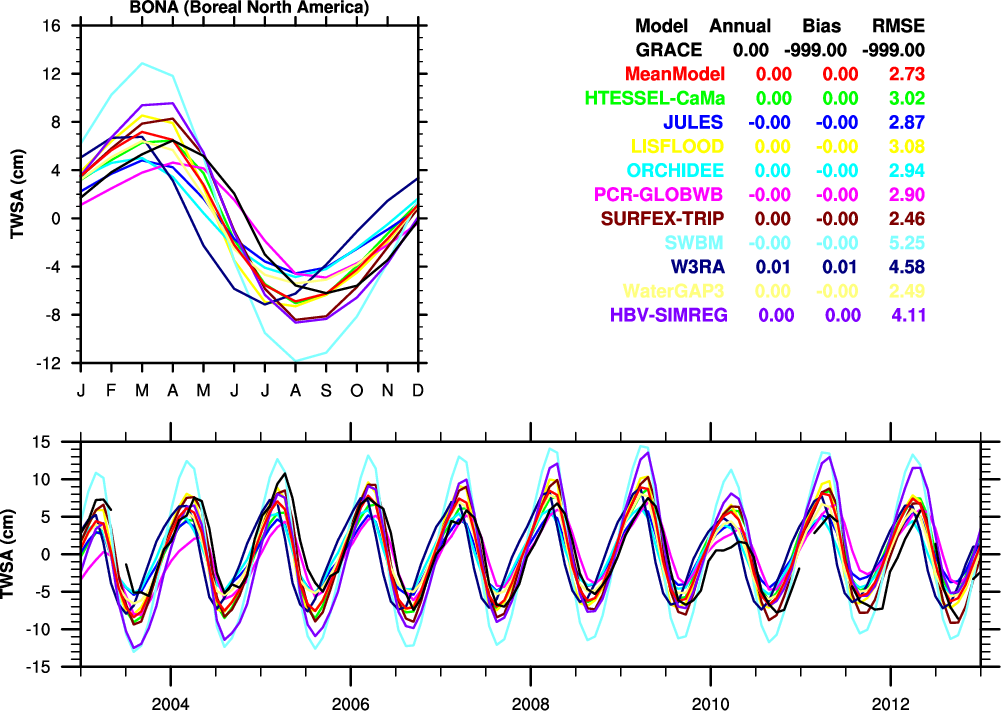 BONA (Boreal North America)
16
12
8
4
0
-4
-8
-12
TWSA (cm)
J F M A M J J A S O N D
Model Annual Bias RMSE
GRACE 0.00 -999.00 -999.00
MeanModel 0.00 0.00 2.73
HTESSEL-CaMa 0.00 0.00 3.02
JULES -0.00 -0.00 2.87
LISFLOOD 0.00 -0.00 3.08
ORCHIDEE 0.00 -0.00 2.94
PCR-GLOBWB -0.00 -0.00 2.90
SURFEX-TRIP 0.00 -0.00 2.46
SWBM -0.00 -0.00 5.25
W3RA 0.01 0.01 4.58
WaterGAP3 0.00 -0.00 2.49
HBV-SIMREG 0.00 0.00 4.11
15
10
5
0
-5
-10
-15
TWSA (cm)
2004 2006 2008 2010 2012